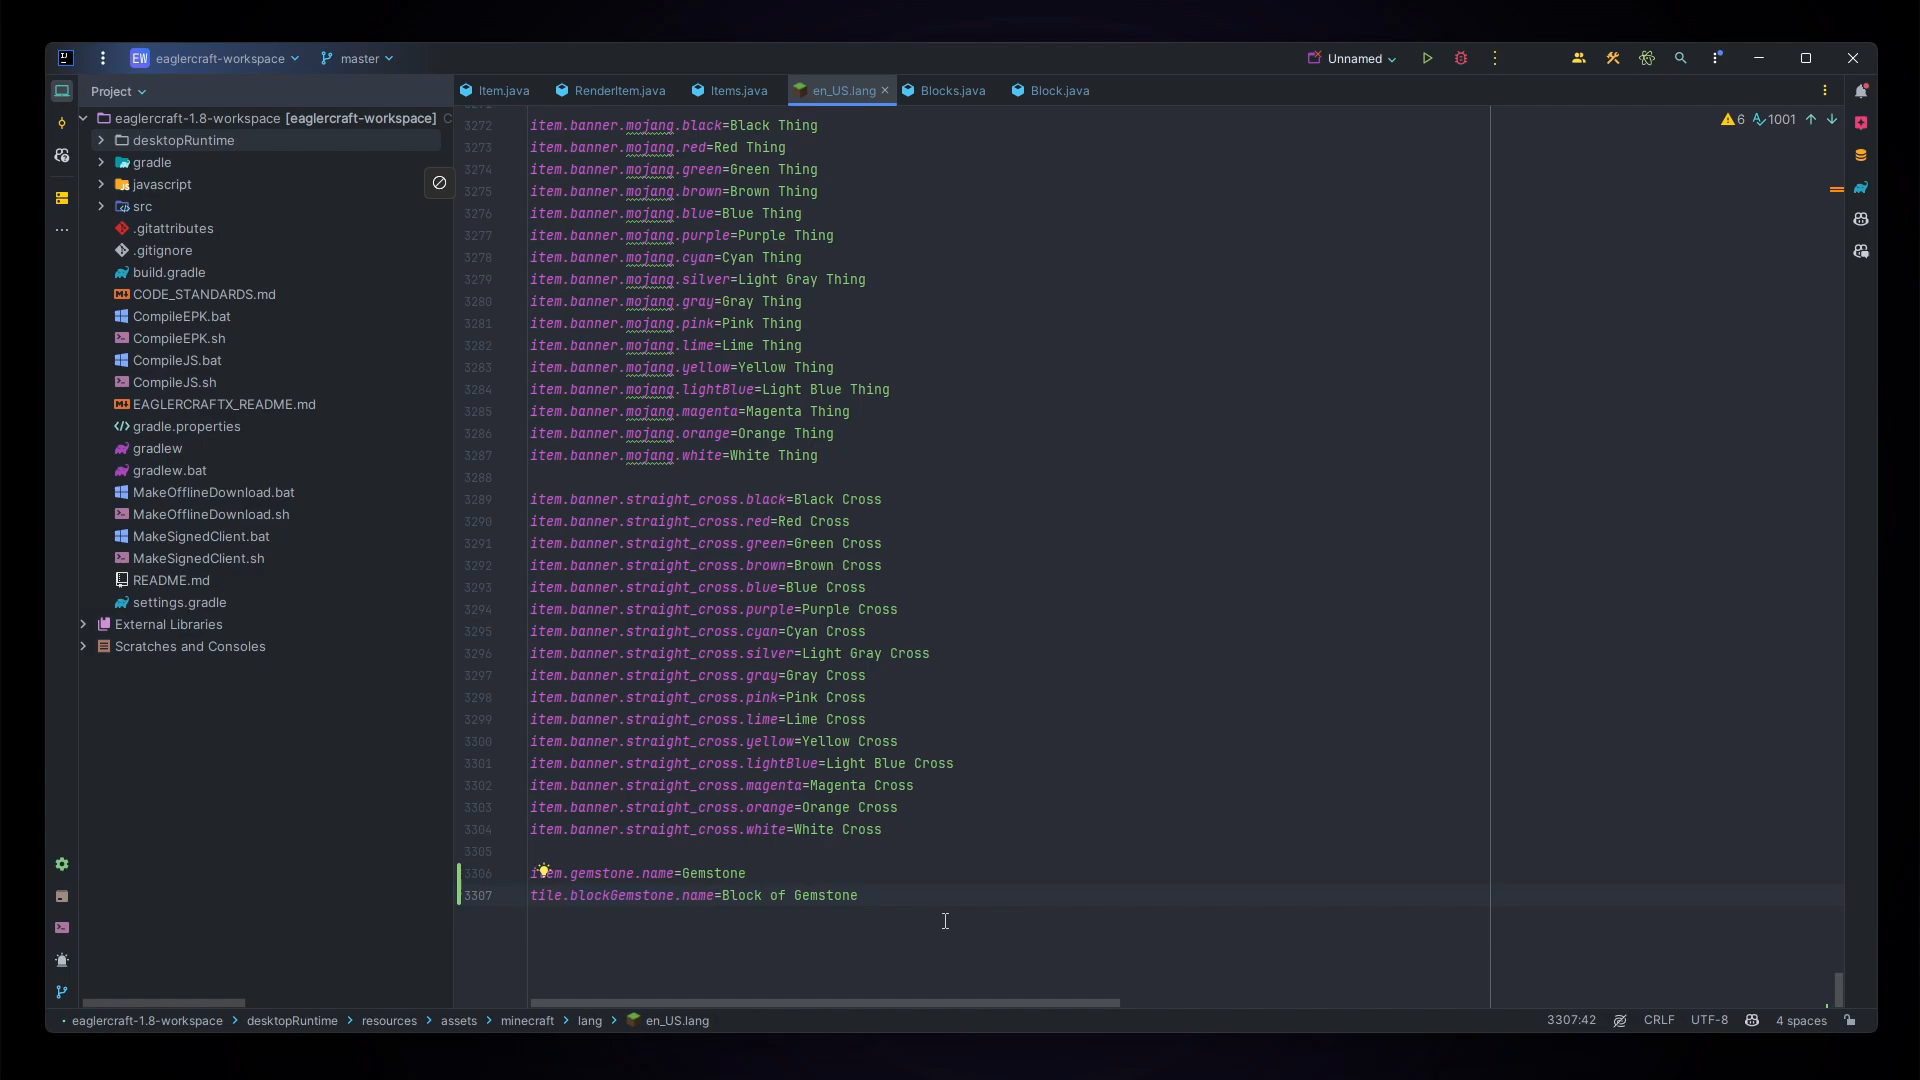 EW eaglercraft-workspace master Unnamed
Project
Item.java RenderItem.java Items.java en_US.lang Blocks.java Block.java
eaglercraft-1.8-workspace [eaglercraft-workspace] C
desktopRuntime
gradle
javascript
src
.gitattributes
.gitignore
build.gradle
CODE_STANDARDS.md
CompileEPK.bat
CompileEPK.sh
CompileJS.bat
CompileJS.sh
EAGLERCRAFTX_README.md
gradle.properties
gradlew
gradlew.bat
MakeOfflineDownload.bat
MakeOfflineDownload.sh
MakeSignedClient.bat
MakeSignedClient.sh
README.md
settings.gradle
External Libraries
Scratches and Consoles
6 1001
3272 item.banner.mojang.black=Black Thing
3273 item.banner.mojang.red=Red Thing
3274 item.banner.mojang.green=Green Thing
3275 item.banner.mojang.brown=Brown Thing
3276 item.banner.mojang.blue=Blue Thing
3277 item.banner.mojang.purple=Purple Thing
3278 item.banner.mojang.cyan=Cyan Thing
3279 item.banner.mojang.silver=Light Gray Thing
3280 item.banner.mojang.gray=Gray Thing
3281 item.banner.mojang.pink=Pink Thing
3282 item.banner.mojang.lime=Lime Thing
3283 item.banner.mojang.yellow=Yellow Thing
3284 item.banner.mojang.lightBlue=Light Blue Thing
3285 item.banner.mojang.magenta=Magenta Thing
3286 item.banner.mojang.orange=Orange Thing
3287 item.banner.mojang.white=White Thing
3288
3289 item.banner.straight_cross.black=Black Cross
3290 item.banner.straight_cross.red=Red Cross
3291 item.banner.straight_cross.green=Green Cross
3292 item.banner.straight_cross.brown=Brown Cross
3293 item.banner.straight_cross.blue=Blue Cross
3294 item.banner.straight_cross.purple=Purple Cross
3295 item.banner.straight_cross.cyan=Cyan Cross
3296 item.banner.straight_cross.silver=Light Gray Cross
3297 item.banner.straight_cross.gray=Gray Cross
3298 item.banner.straight_cross.pink=Pink Cross
3299 item.banner.straight_cross.lime=Lime Cross
3300 item.banner.straight_cross.yellow=Yellow Cross
3301 item.banner.straight_cross.lightBlue=Light Blue Cross
3302 item.banner.straight_cross.magenta=Magenta Cross
3303 item.banner.straight_cross.orange=Orange Cross
3304 item.banner.straight_cross.white=White Cross
3305
3306 item.gemstone.name=Gemstone
3307 tile.blockGemstone.name=Block of Gemstone
eaglercraft-1.8-workspace > desktopRuntime > resources > assets > minecraft > lang > en_US.lang 3307:42 CRLF UTF-8 4 spaces